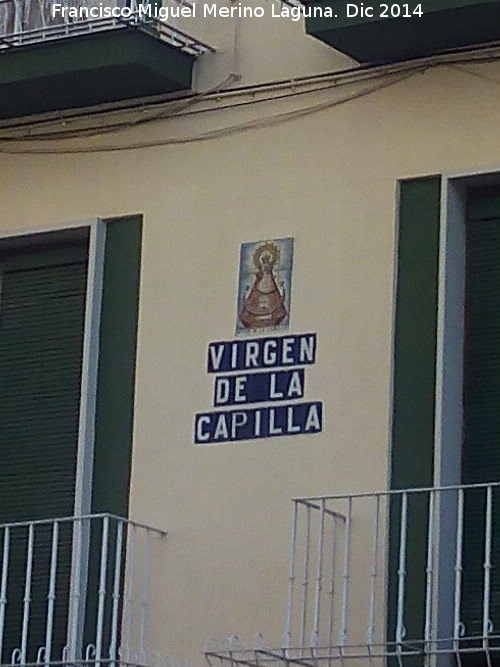 Francisco Miguel Merino Laguna. Dic 2014
VIRGEN
DE LA
CAPILLA